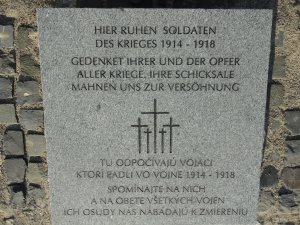 HIER RUHEN SOLDATEN
DES KRIEGES 1914 - 1918
GEDENKET IHRER UND DER OPFER
ALLER KRIEGE, IHRE SCHICKSALE
MAHNEN UNS ZUR VERSÖHNUNG
TU ODPOČÍVAJÚ VOJACI
KTORÍ PADLI VO VOJNE 1914 - 1918
SPOMÍNAJTE NA NICH
A NA OBETE VŠETKÝCH VOJEN
ICH OSUDY NÁS NABÁDAJÚ K ZMIERENIU